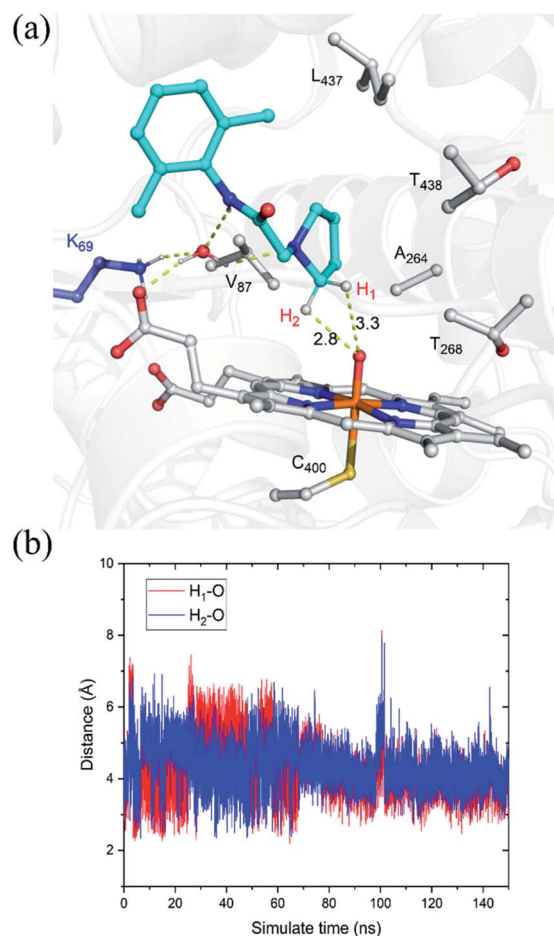 (a)
L437
T438
K69
A264
V87
H1
H2
3.3
T268
2.8
C400
(b)
10
H1-O
H2-O
8
6
4
2
Distance (Å)
0 20 40 60 80 100 120 140
Simulate time (ns)